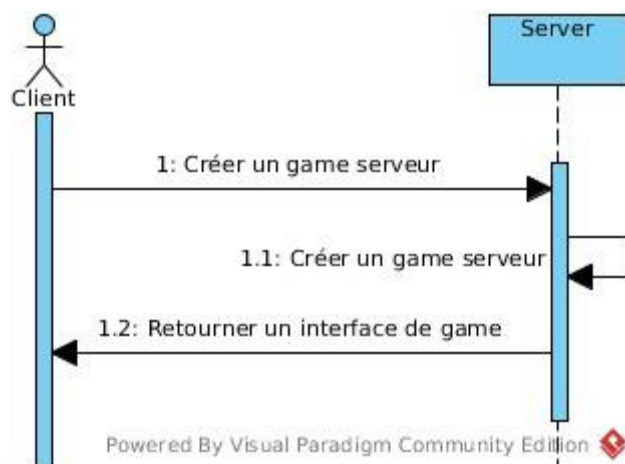 Server
Client
1: Créer un game serveur
1.1: Créer un game serveur
1.2: Retourner un interface de game
Powered By Visual Paradigm Community Edition